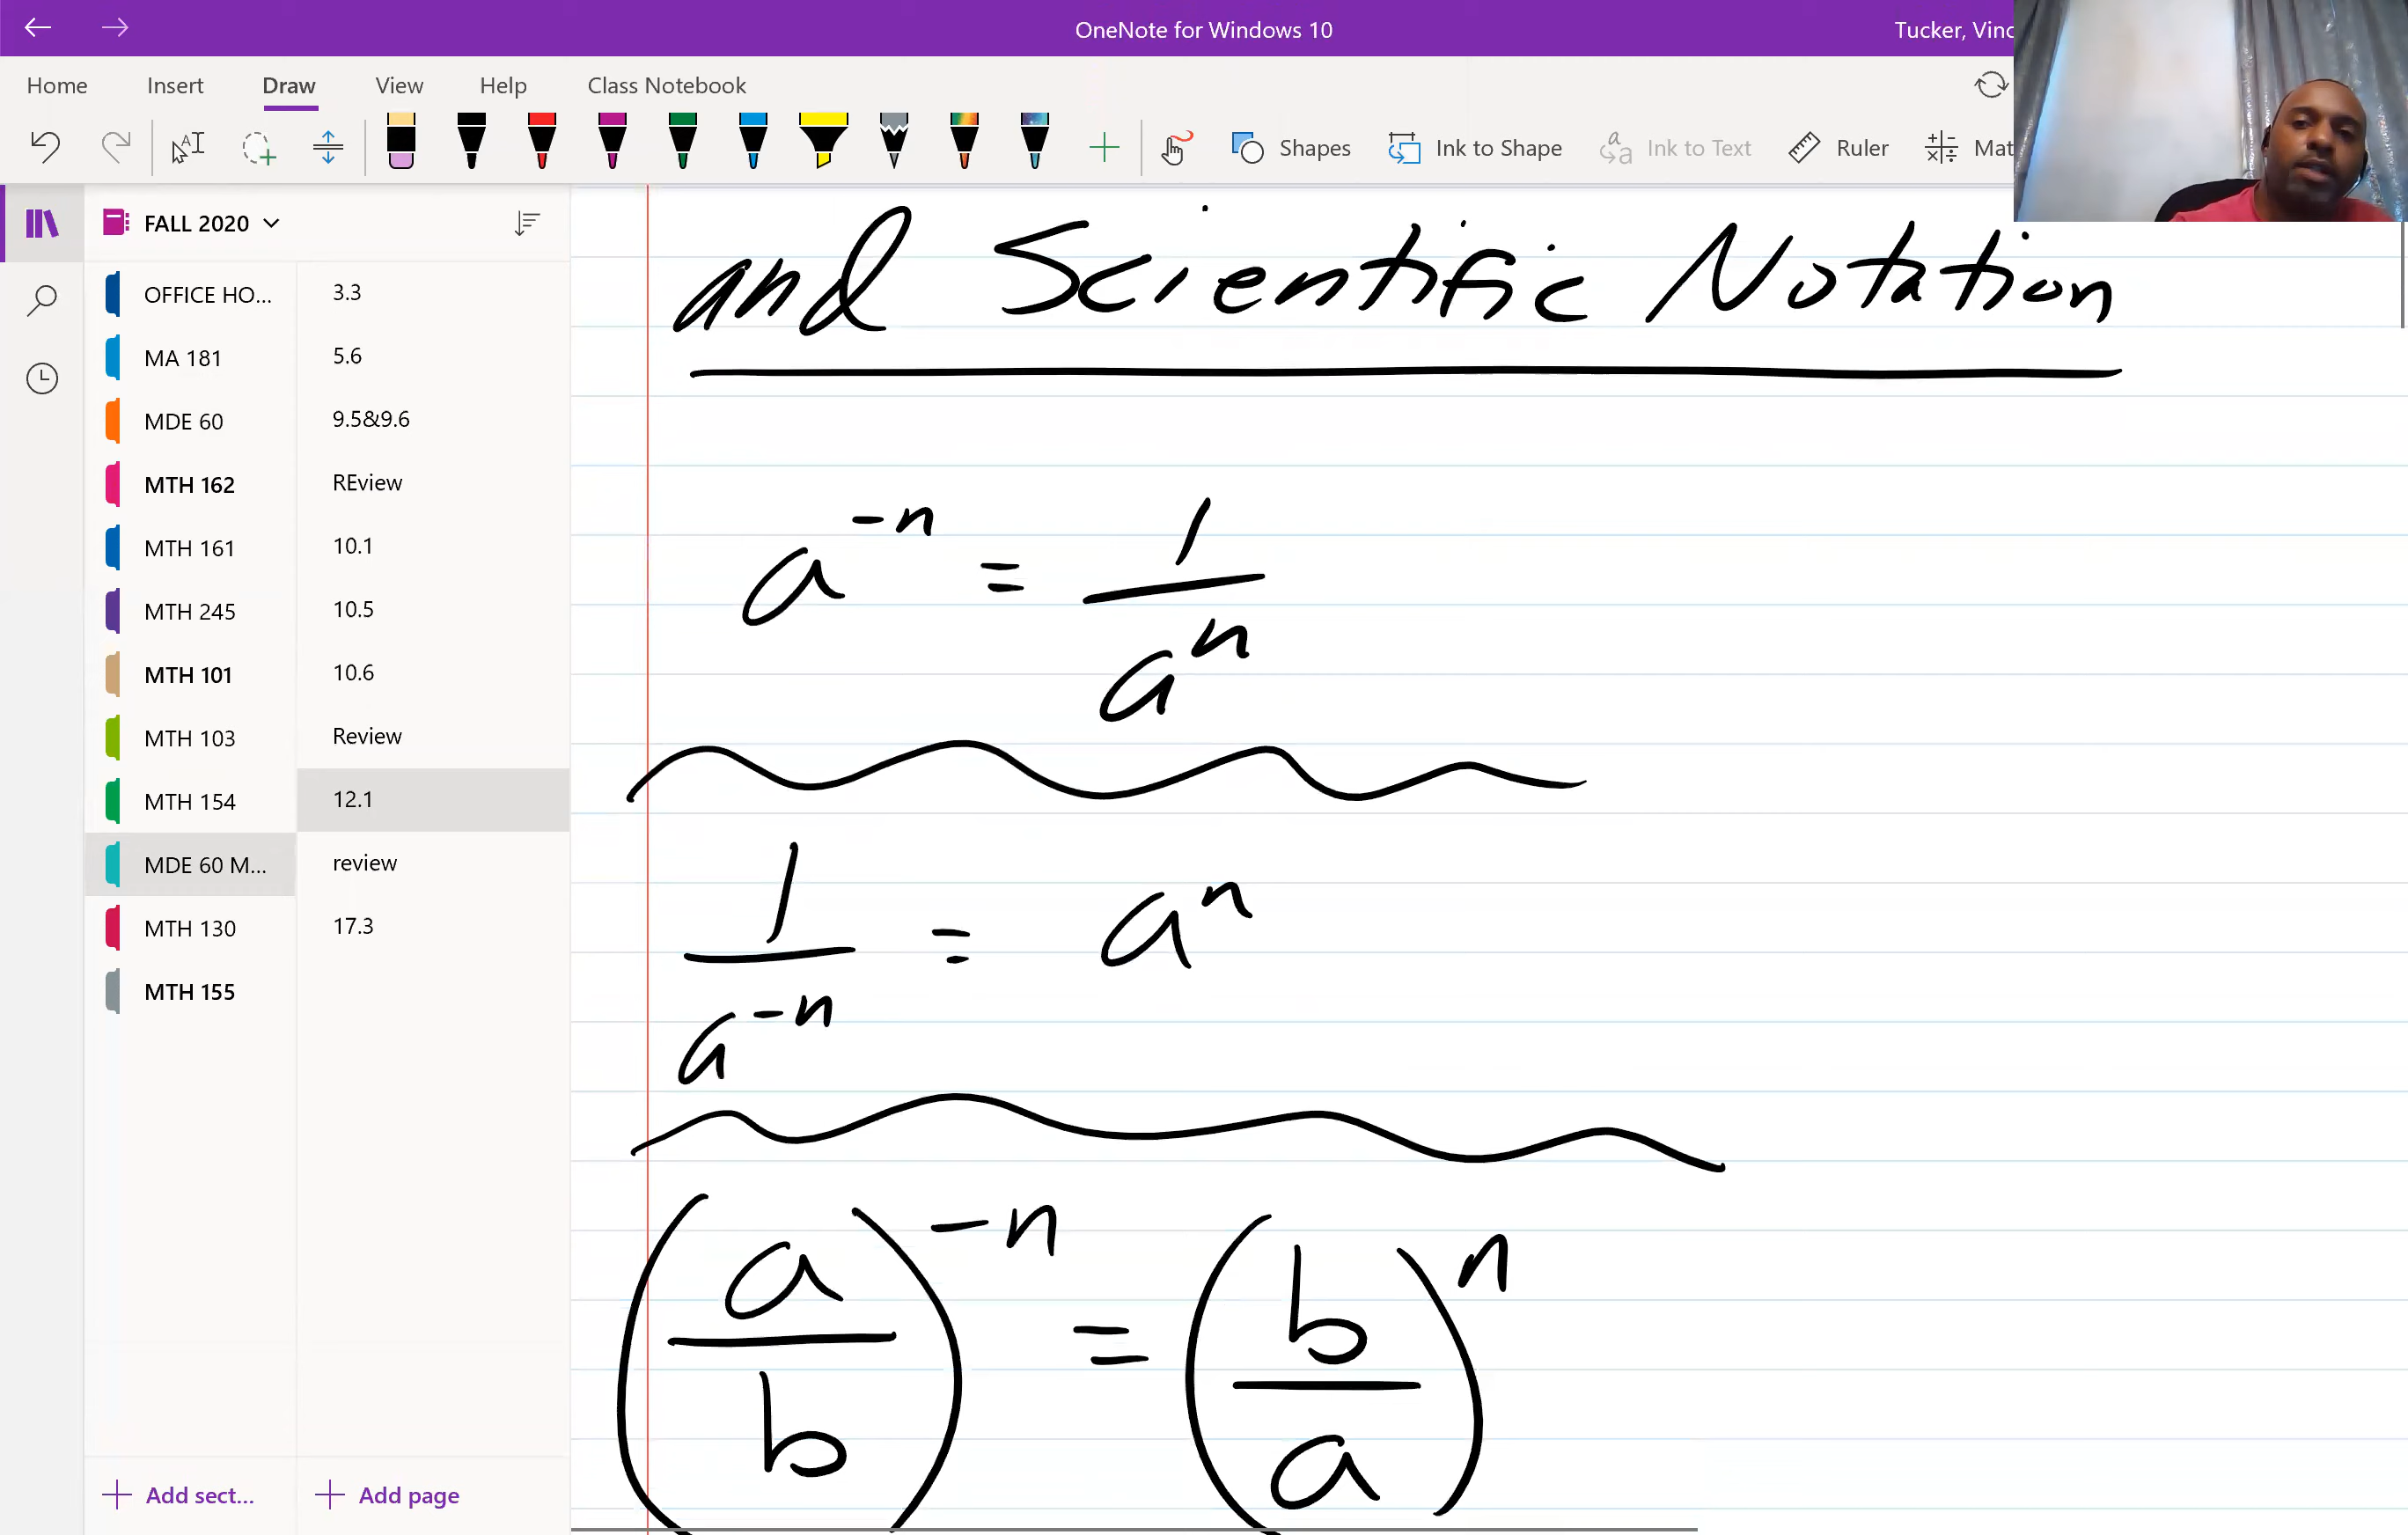 OneNote for Windows 10
Tucker, Vinc
Home Insert Draw View Help Class Notebook
Shapes Ink to Shape Ink to Text Ruler Mat
FALL 2020
OFFICE HO...
MA 181
MDE 60
MTH 162
MTH 161
MTH 245
MTH 101
MTH 103
MTH 154
MDE 60 M...
MTH 130
MTH 155
Add sect...
3.3
5.6
9.5&9.6
REview
10.1
10.5
10.6
Review
12.1
review
17.3
Add page
and Scientific Notation
a^-n = 1/a^n
1/a^-n = a^n
(a/b)^-n = (b/a)^n